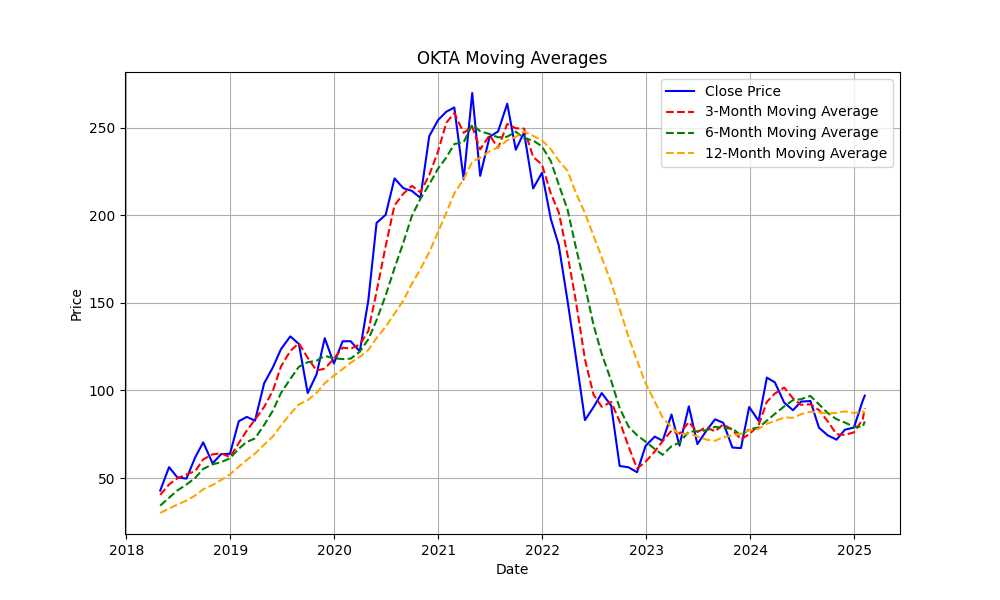 OKTA Moving Averages
Close Price
3-Month Moving Average
6-Month Moving Average
12-Month Moving Average
Price
250
200
150
100
50
2018 2019 2020 2021 2022 2023 2024 2025
Date